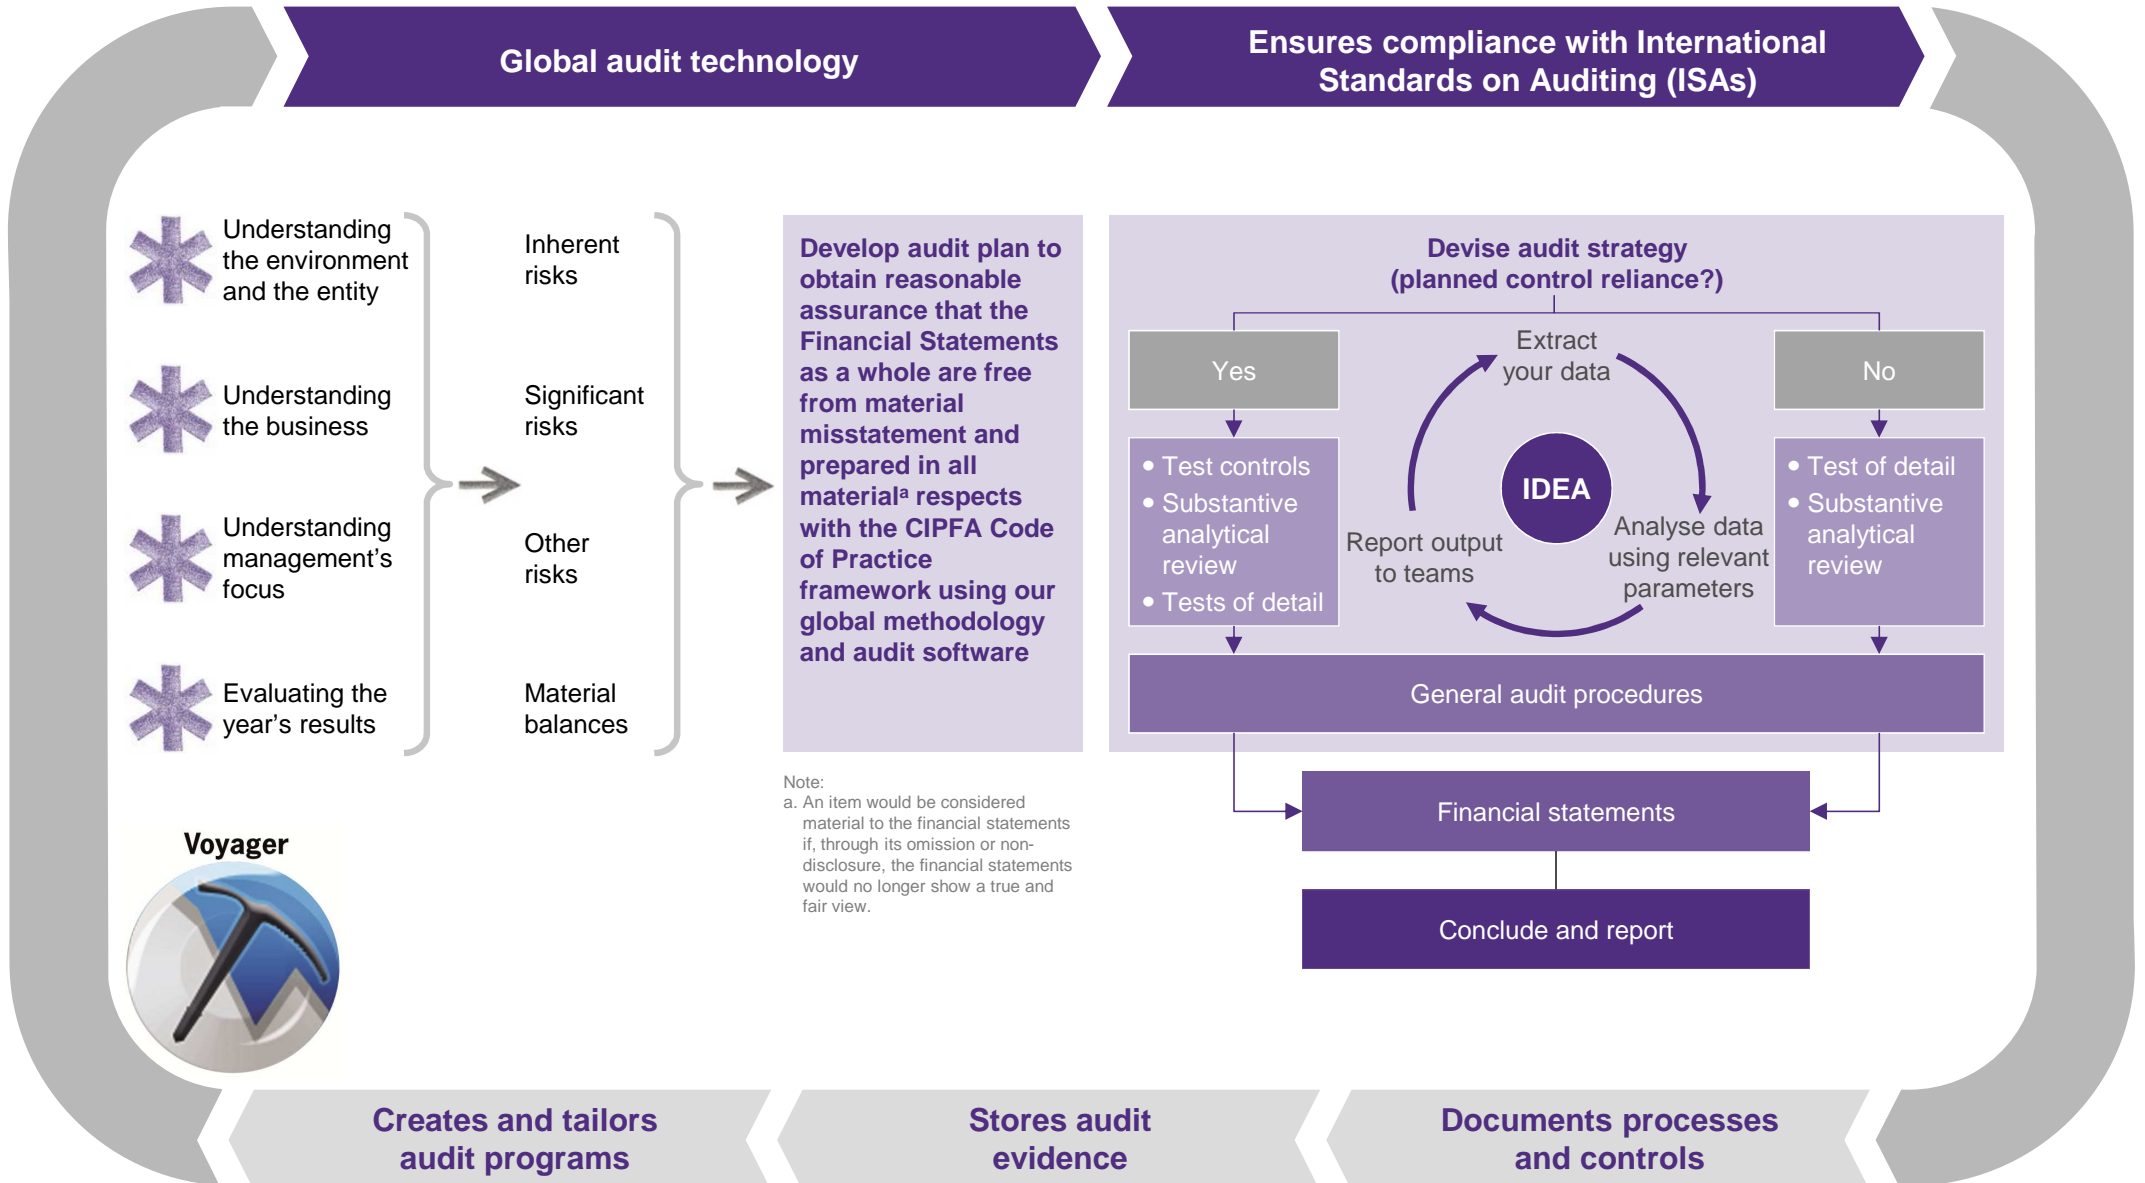 Global audit technology
Ensures compliance with International
Standards on Auditing (ISAs)
Understanding
the environment
and the entity
Understanding
the business
Understanding
management’s
focus
Evaluating the
year’s results
Inherent
risks
Significant
risks
Other
risks
Material
balances
Develop audit plan to
obtain reasonable
assurance that the
Financial Statements
as a whole are free
from material
misstatement and
prepared in all
materialᵃ respects
with the CIPFA Code
of Practice
framework using our
global methodology
and audit software
Note:
a. An item would be considered
material to the financial statements
if, through its omission or non-
disclosure, the financial statements
would no longer show a true and
fair view.
Devise audit strategy
(planned control reliance?)
Yes
• Test controls
• Substantive
analytical
review
• Tests of detail
Extract
your data
IDEA
Analyse data
using relevant
parameters
Report output
to teams
No
• Test of detail
• Substantive
analytical
review
General audit procedures
Financial statements
Conclude and report
Voyager
Creates and tailors
audit programs
Stores audit
evidence
Documents processes
and controls